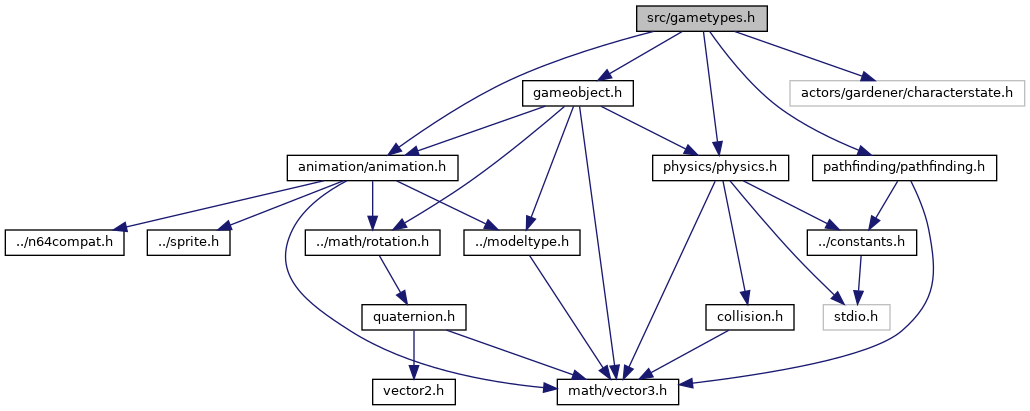 src/gametypes.h
gameobject.h
actors/gardener/characterstate.h
animation/animation.h
physics/physics.h
pathfinding/pathfinding.h
../n64compat.h
../sprite.h
../math/rotation.h
../modeltype.h
../constants.h
quaternion.h
collision.h
stdio.h
vector2.h
math/vector3.h